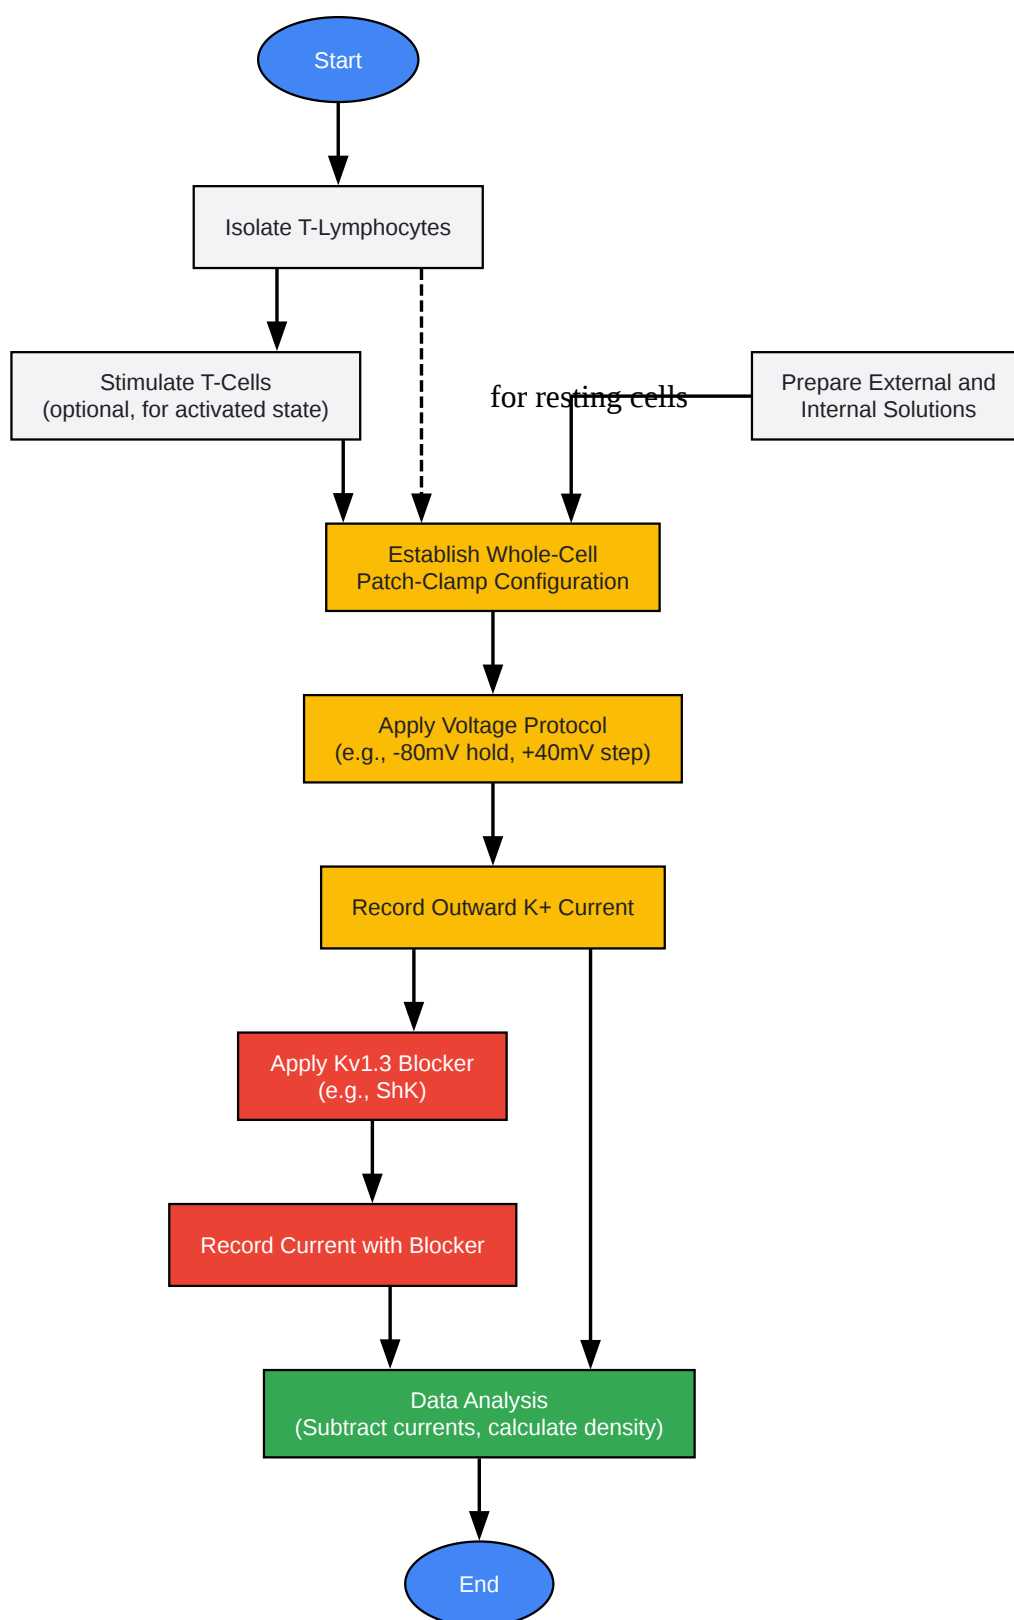 Start
Isolate T-Lymphocytes
Stimulate T-Cells
(optional, for activated state)
for resting cells
Prepare External and
Internal Solutions
Establish Whole-Cell
Patch-Clamp Configuration
Apply Voltage Protocol
(e.g., -80mV hold, +40mV step)
Record Outward K+ Current
Apply Kv1.3 Blocker
(e.g., ShK)
Record Current with Blocker
Data Analysis
(Subtract currents, calculate density)
End